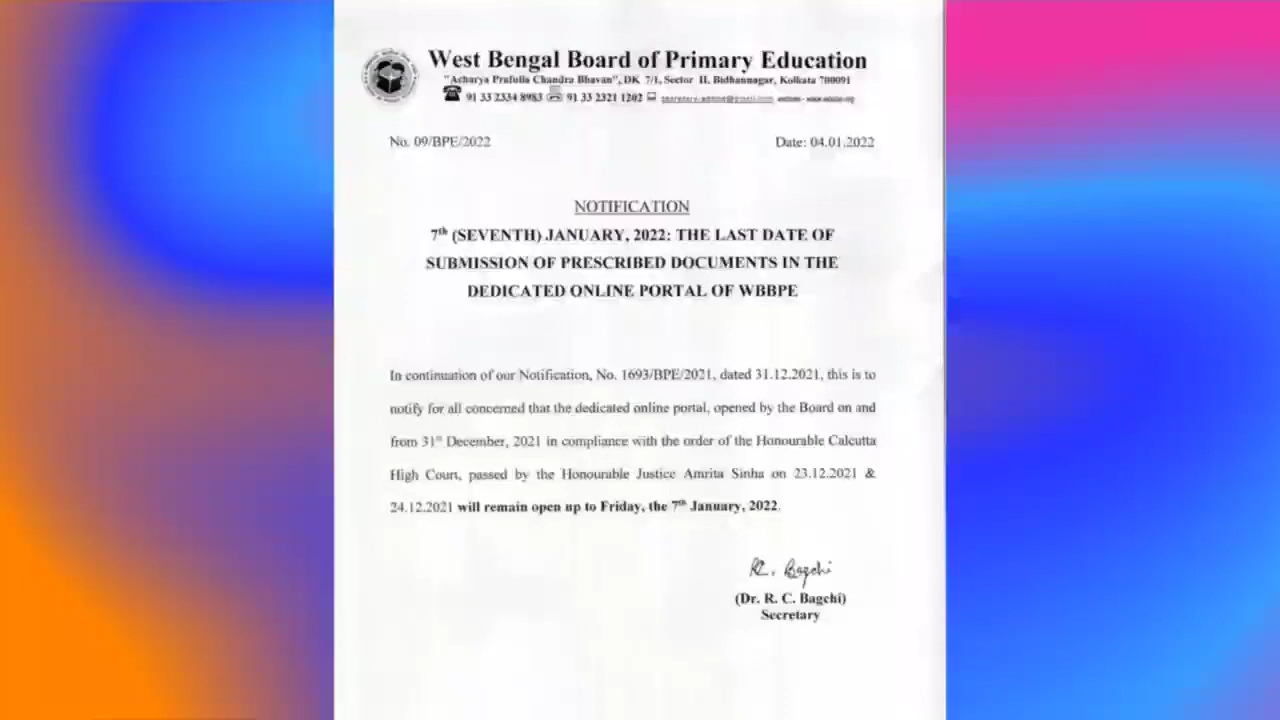 West Bengal Board of Primary Education
"Acharya Prafulla Chandra Bhavan", DK 7/1, Sector II, Bidhannagar, Kolkata 700091
91 33 2334 8983 91 33 2321 1202
No. 09/BPE/2022 Date: 04.01.2022
NOTIFICATION
7th (SEVENTH) JANUARY, 2022: THE LAST DATE OF
SUBMISSION OF PRESCRIBED DOCUMENTS IN THE
DEDICATED ONLINE PORTAL OF WBBPE
In continuation of our Notification, No. 1693/BPE/2021, dated 31.12.2021, this is to
notify for all concerned that the dedicated online portal, opened by the Board on and
from 31st December, 2021 in compliance with the order of the Honourable Calcutta
High Court, passed by the Honourable Justice Amrita Sinha on 23.12.2021 &
24.12.2021 will remain open up to Friday, the 7th January, 2022.
R.C. Bagchi
(Dr. R. C. Bagchi)
Secretary